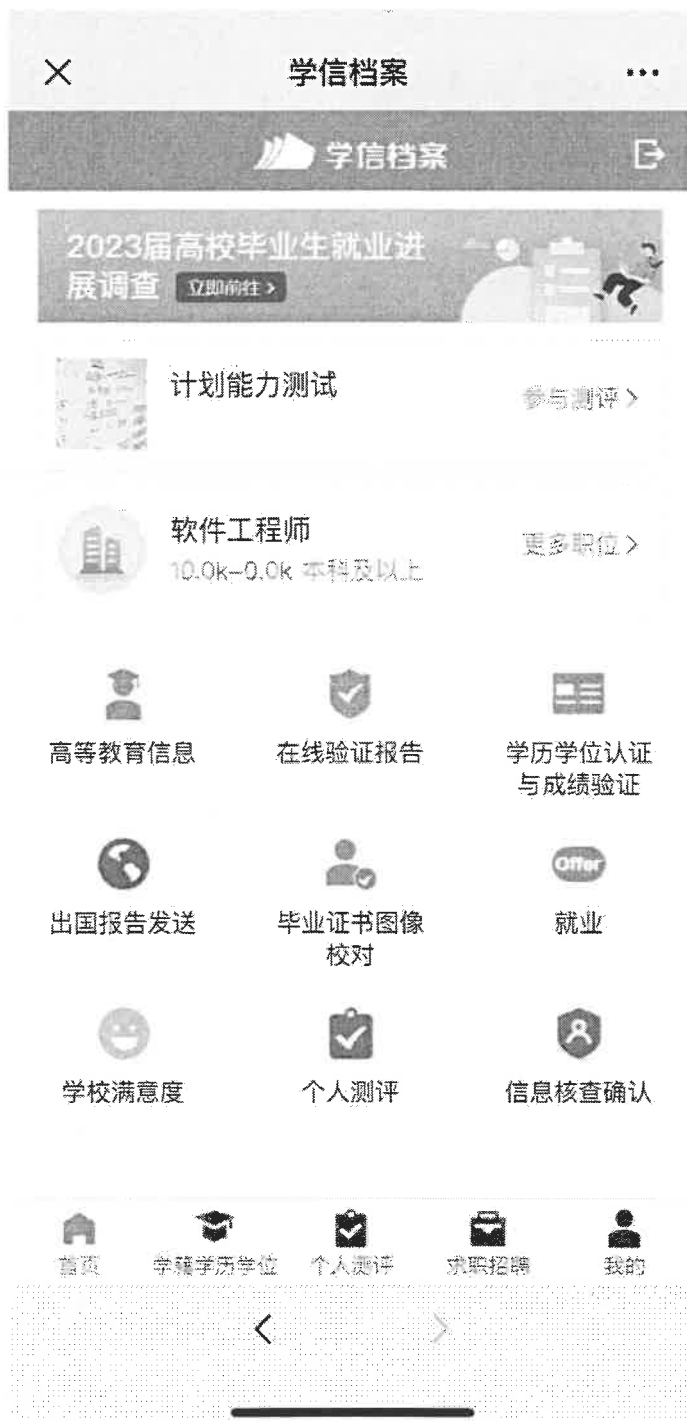 学信档案
学信档案
2023届高校毕业生就业进
展调查 立即前往 >
计划能力测试
参与测评 >
软件工程师
更多职位 >
10.0k-0.0k 本科及以上
高等教育信息
在线验证报告
学历学位认证
与成绩验证
出国报告发送
毕业证书图像
校对
Offer
就业
学校满意度
个人测评
信息核查确认
首页
学籍学历学位
个人测评
求职招聘
我的